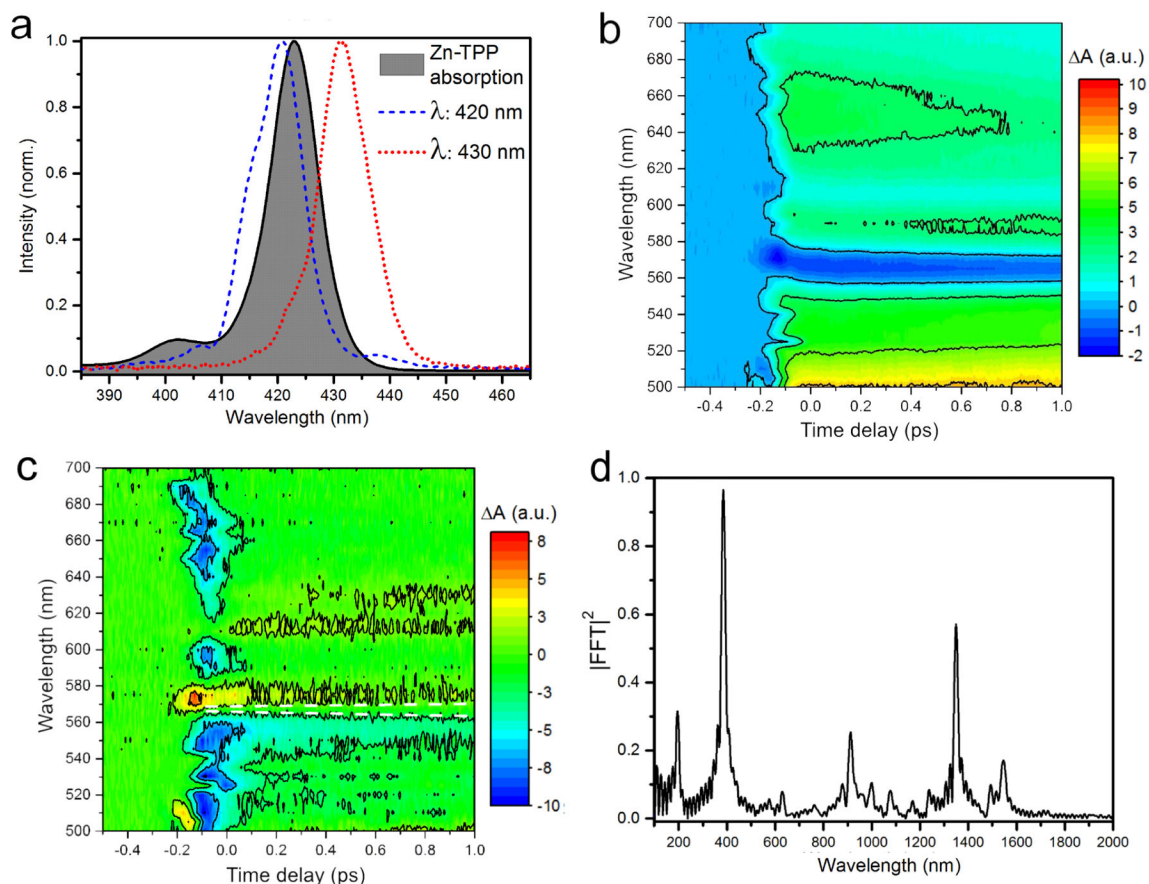 a
Intensity (norm.)
1.0
0.8
0.6
0.4
0.2
0.0
Zn-TPP
absorption
λ: 420 nm
λ: 430 nm
390 400 410 420 430 440 450 460
Wavelength (nm)
b
Wavelength (nm)
700
680
660
640
620
600
580
560
540
520
500
-0.4 -0.2 0.0 0.2 0.4 0.6 0.8 1.0
Time delay (ps)
ΔA (a.u.)
10
9
8
7
5
4
3
2
0
-1
-2
c
Wavelength (nm)
700
680
660
640
620
600
580
560
540
520
500
-0.4 -0.2 0.0 0.2 0.4 0.6 0.8 1.0
Time delay (ps)
ΔA (a.u.)
8
5
3
0
-3
-5
-8
-10
d
|FFT|²
1.0
0.8
0.6
0.4
0.2
0.0
200 400 600 800 1000 1200 1400 1600 1800 2000
Wavelength (nm)